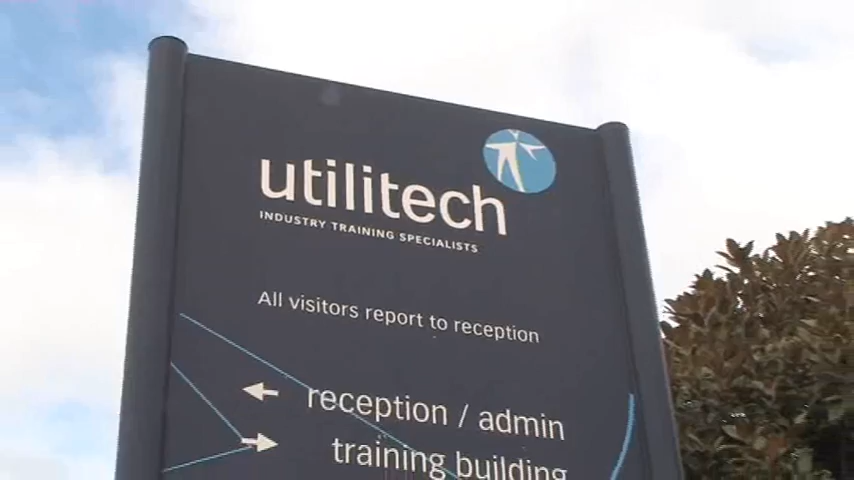 utilitech
INDUSTRY TRAINING SPECIALISTS
All visitors report to reception
reception / admin
training building